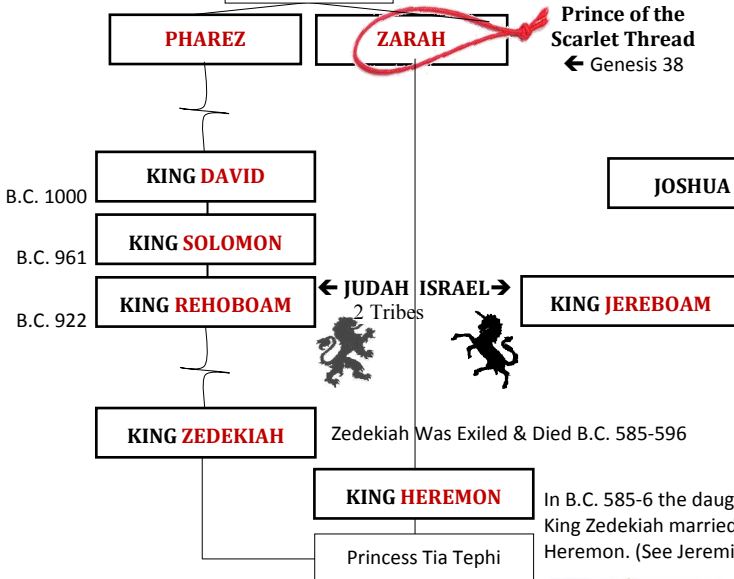 PHAREZ
ZARAH
Prince of the
Scarlet Thread
← Genesis 38
KING DAVID
B.C. 1000
JOSHUA
KING SOLOMON
B.C. 961
KING REHOBOAM
B.C. 922
← JUDAH ISRAEL→
2 Tribes
KING JEREBOAM
KING ZEDEKIAH
Zedekiah Was Exiled & Died B.C. 585-596
KING HEREMON
In B.C. 585-6 the daug
King Zedekiah married
Heremon. (See Jeremi
Princess Tia Tephi